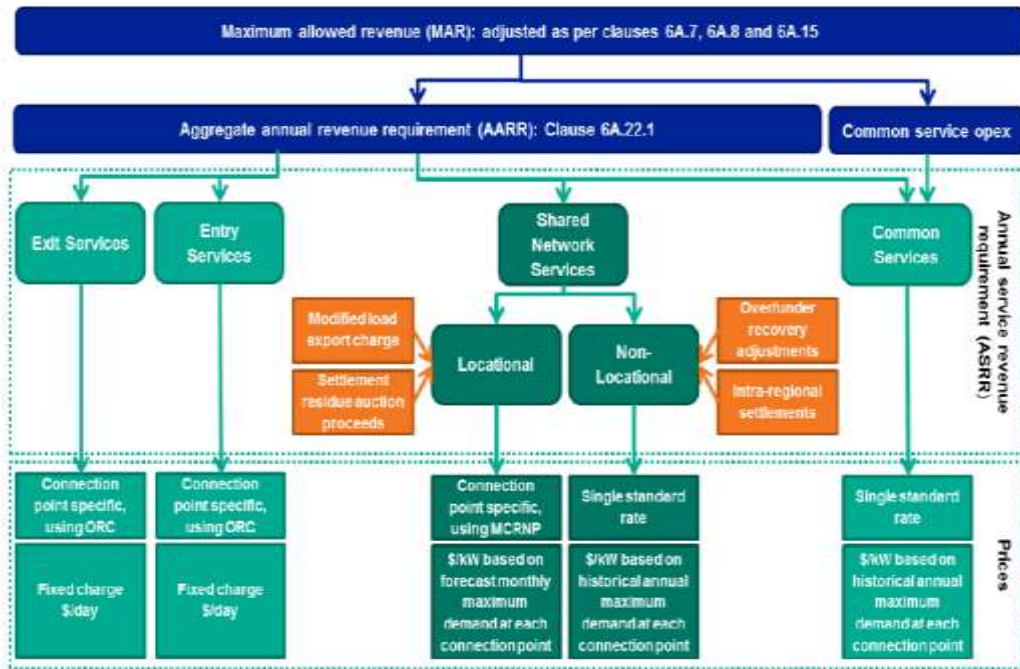 Maximum allowed revenue (MAR): adjusted as per clauses 6A.7, 6A.8 and 6A.15
Aggregate annual revenue requirement (AARR): Clause 6A.22.1
Common service opex
Exit Services
Entry
Services
Shared
Network
Services
Common
Services
Annual service revenue
requirement (ASRR)
Modified load
export charge
Settlement
residue auction
proceeds
Locational
Non-
Locational
Over/under
recovery
adjustments
Intra-regional
settlements
Connection
point specific,
using ORC
Connection
point specific,
using ORC
Connection
point specific,
using MCRNP
Single standard
rate
Single standard
rate
Prices
Fixed charge
$/day
Fixed charge
$/day
$/kW based on
forecast monthly
maximum
demand at each
connection point
$/kW based on
historical annual
maximum
demand at each
connection point
$/kW based on
historical annual
maximum
demand at each
connection point